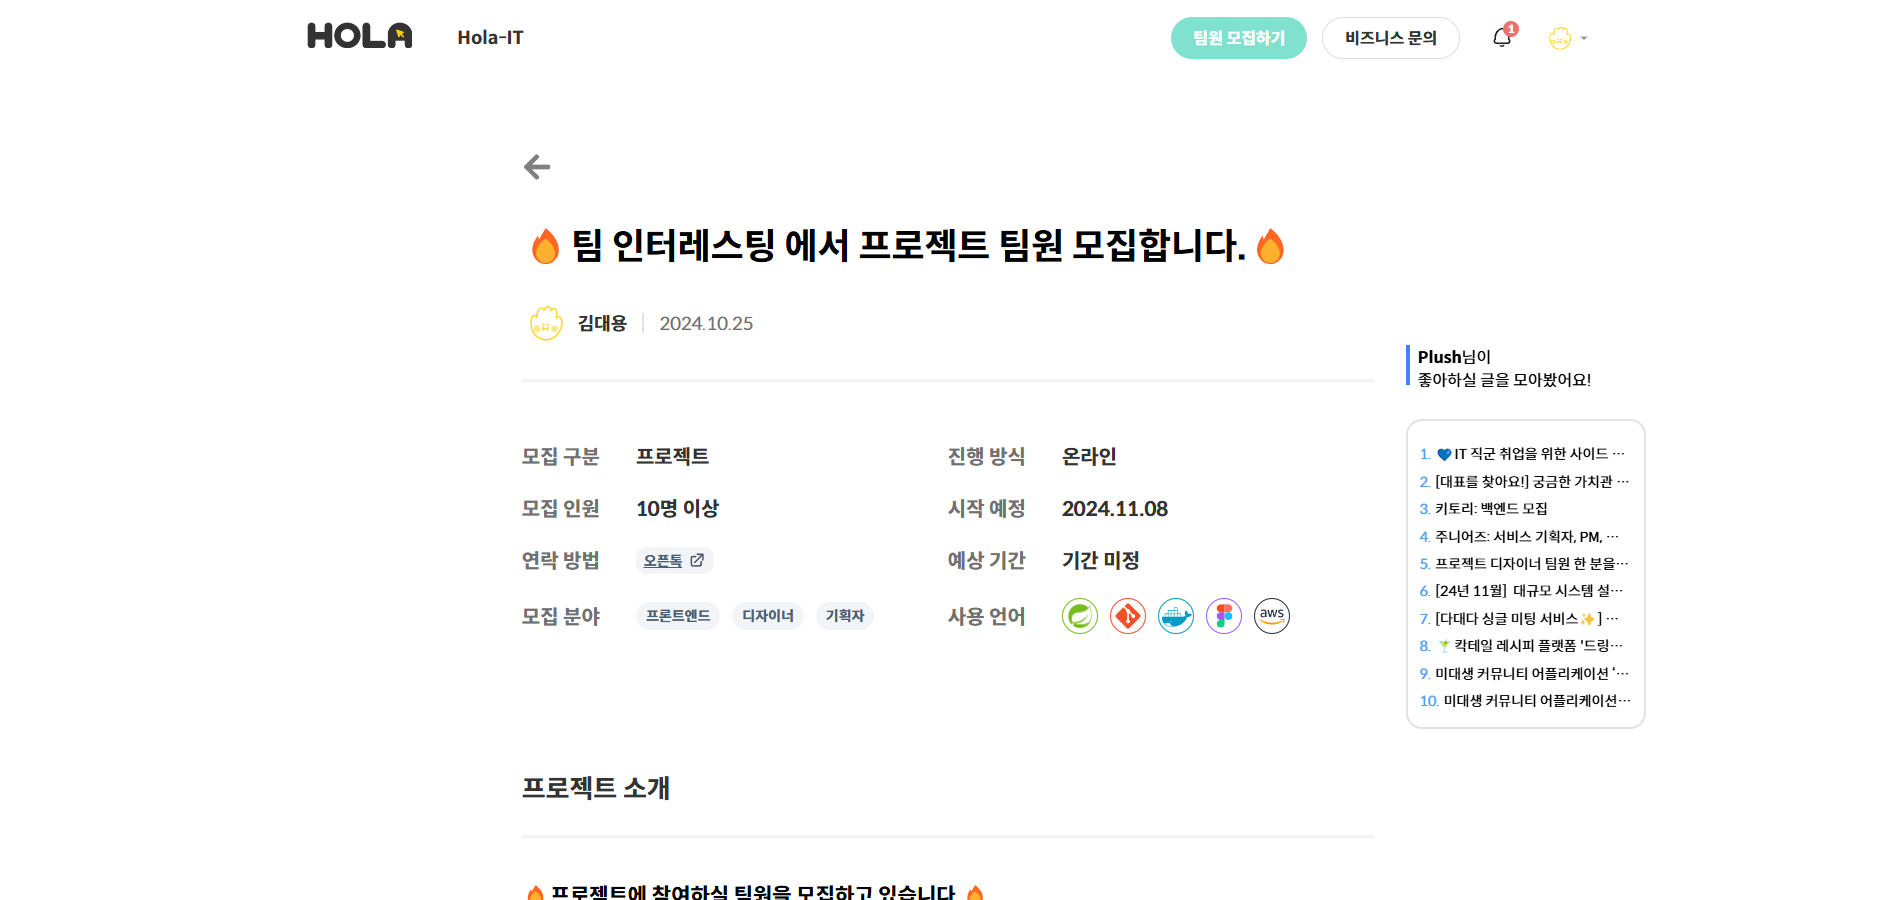 HOLA
Hola-IT
팀원 모집하기
비즈니스 문의
1
🔥 팀 인터레스팅 에서 프로젝트 팀원 모집합니다. 🔥
김대용
2024.10.25
모집 구분 프로젝트
진행 방식 온라인
모집 인원 10명 이상
시작 예정 2024.11.08
연락 방법 오픈톡
예상 기간 기간 미정
모집 분야 프론트엔드 디자이너 기획자
사용 언어 aws
프로젝트 소개
🔥 프로젝트에 참여하실 팀원을 모집하고 있습니다. 🔥
Plush님이
좋아하실 글을 모아봤어요!
1. 💙 IT 직군 취업을 위한 사이드 ...
2. [대표를 찾아요!] 궁금한 가치관 ...
3. 키토리: 백엔드 모집
4. 주니어즈: 서비스 기획자, PM, ...
5. 프로젝트 디자이너 팀원 한 분을...
6. [24년 11월] 대규모 시스템 설...
7. [다대다 싱글 미팅 서비스✨] ...
8. 🍸 칵테일 레시피 플랫폼 '드링...
9. 미대생 커뮤니티 어플리케이션 ‘...
10. 미대생 커뮤니티 어플리케이션...